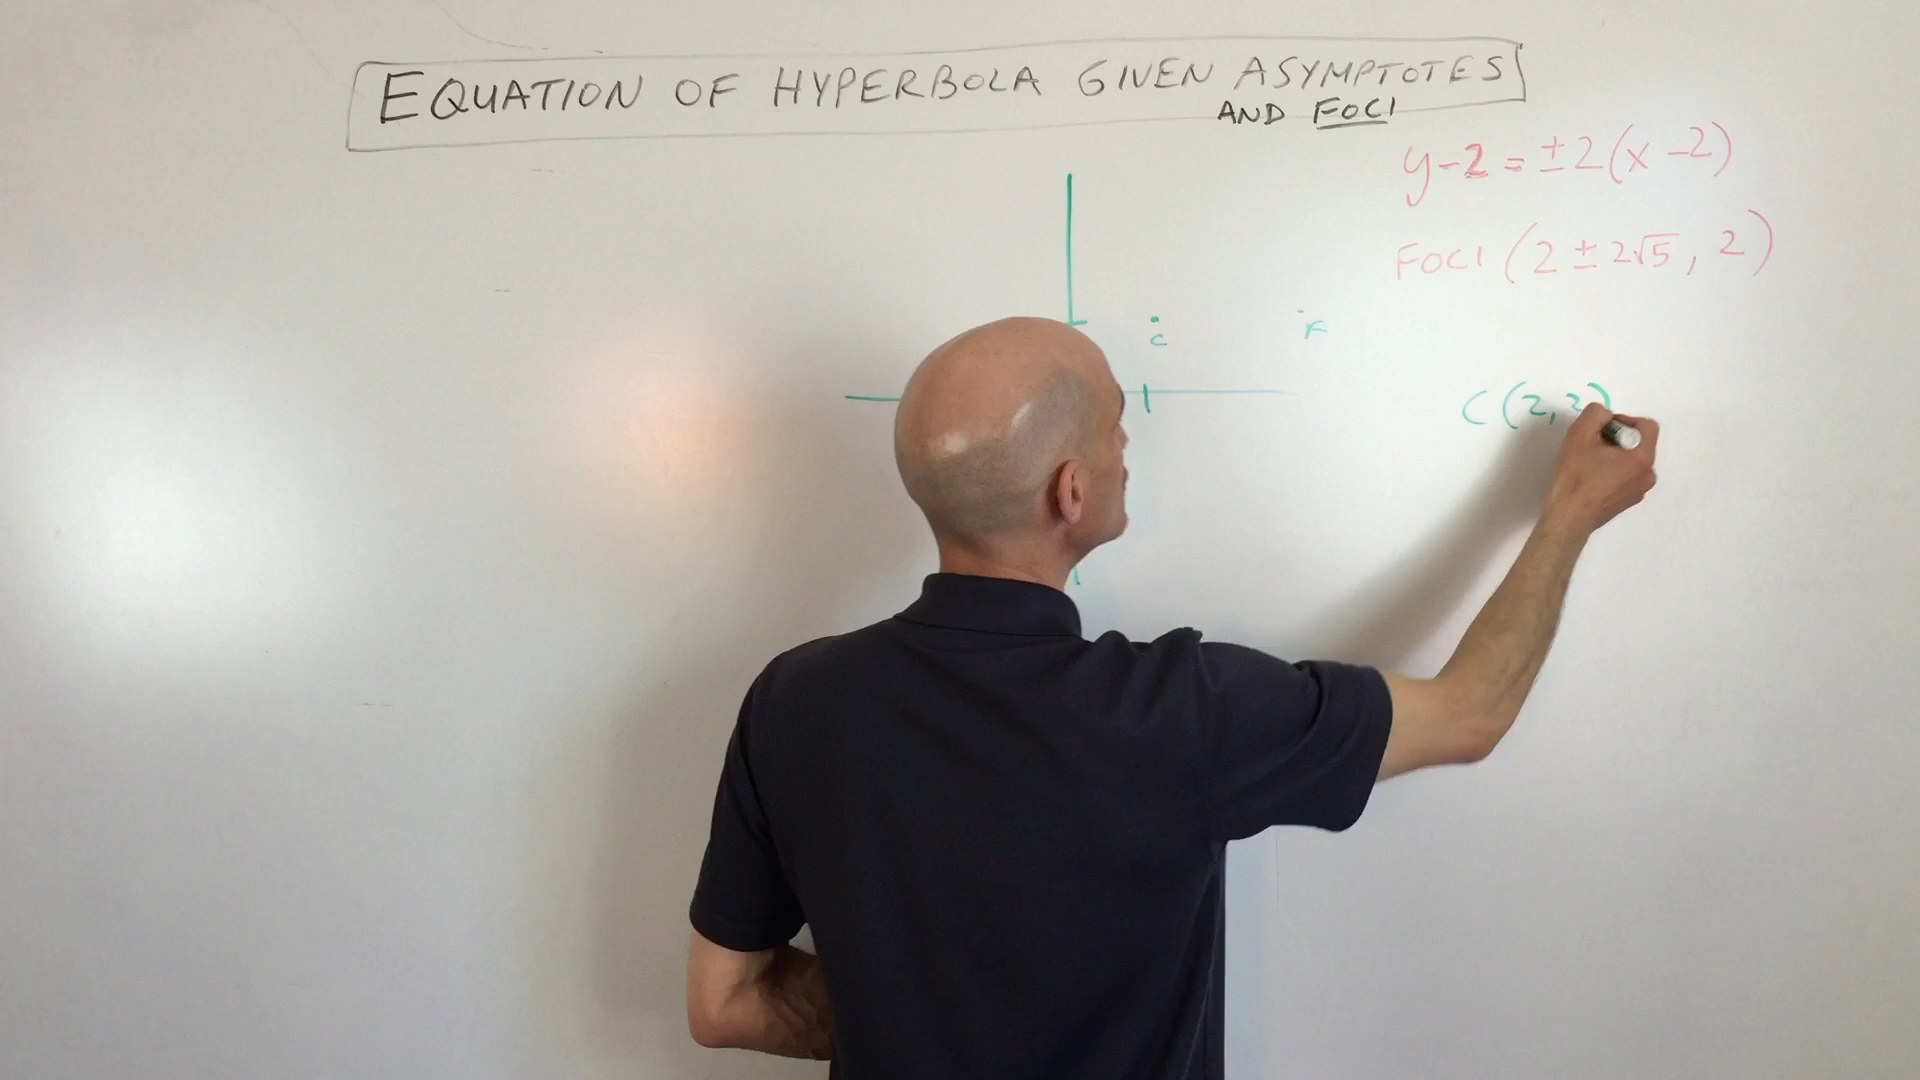 EQUATION OF HYPERBOLA GIVEN ASYMPTOTES
AND FOCI
y-2 = ±2(x-2)
FOCI (2 ± 2√5, 2)
C
F
C (2,2)